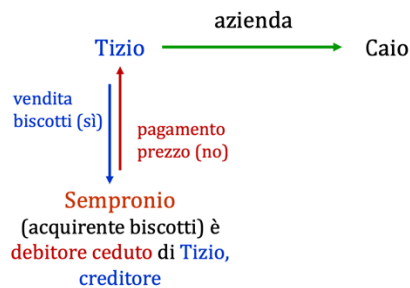 azienda
Tizio
Caio
vendita
biscotti (sì)
pagamento
prezzo (no)
Sempronio
(acquirente biscotti) è
debitore ceduto di Tizio,
creditore